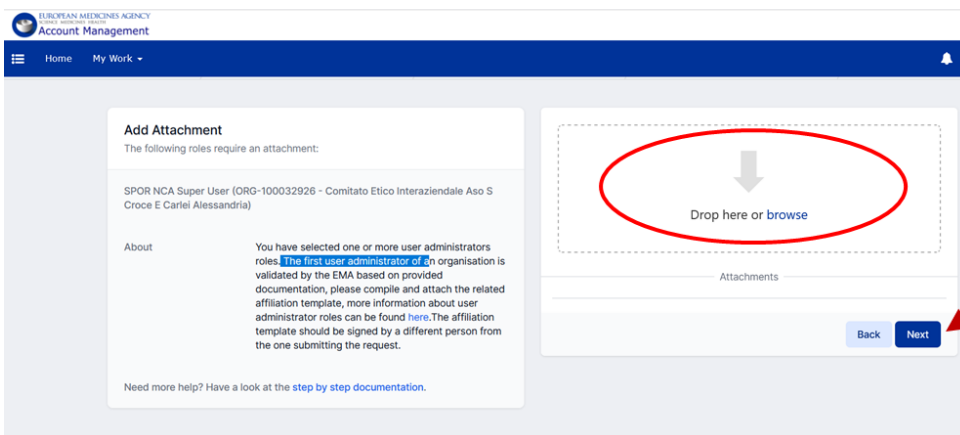 EUROPEAN MEDICINES AGENCY
SCIENCE MEDICINES HEALTH
Account Management
Home My Work
Add Attachment
The following roles require an attachment:
SPOR NCA Super User (ORG-100032926 - Comitato Etico Interaziendale Aso S
Croce E Carlei Alessandria)
About
You have selected one or more user administrators
roles. The first user administrator of an organisation is
validated by the EMA based on provided
documentation, please compile and attach the related
affiliation template, more information about user
administrator roles can be found here.The affiliation
template should be signed by a different person from
the one submitting the request.
Need more help? Have a look at the step by step documentation.
Drop here or browse
Attachments
Back Next